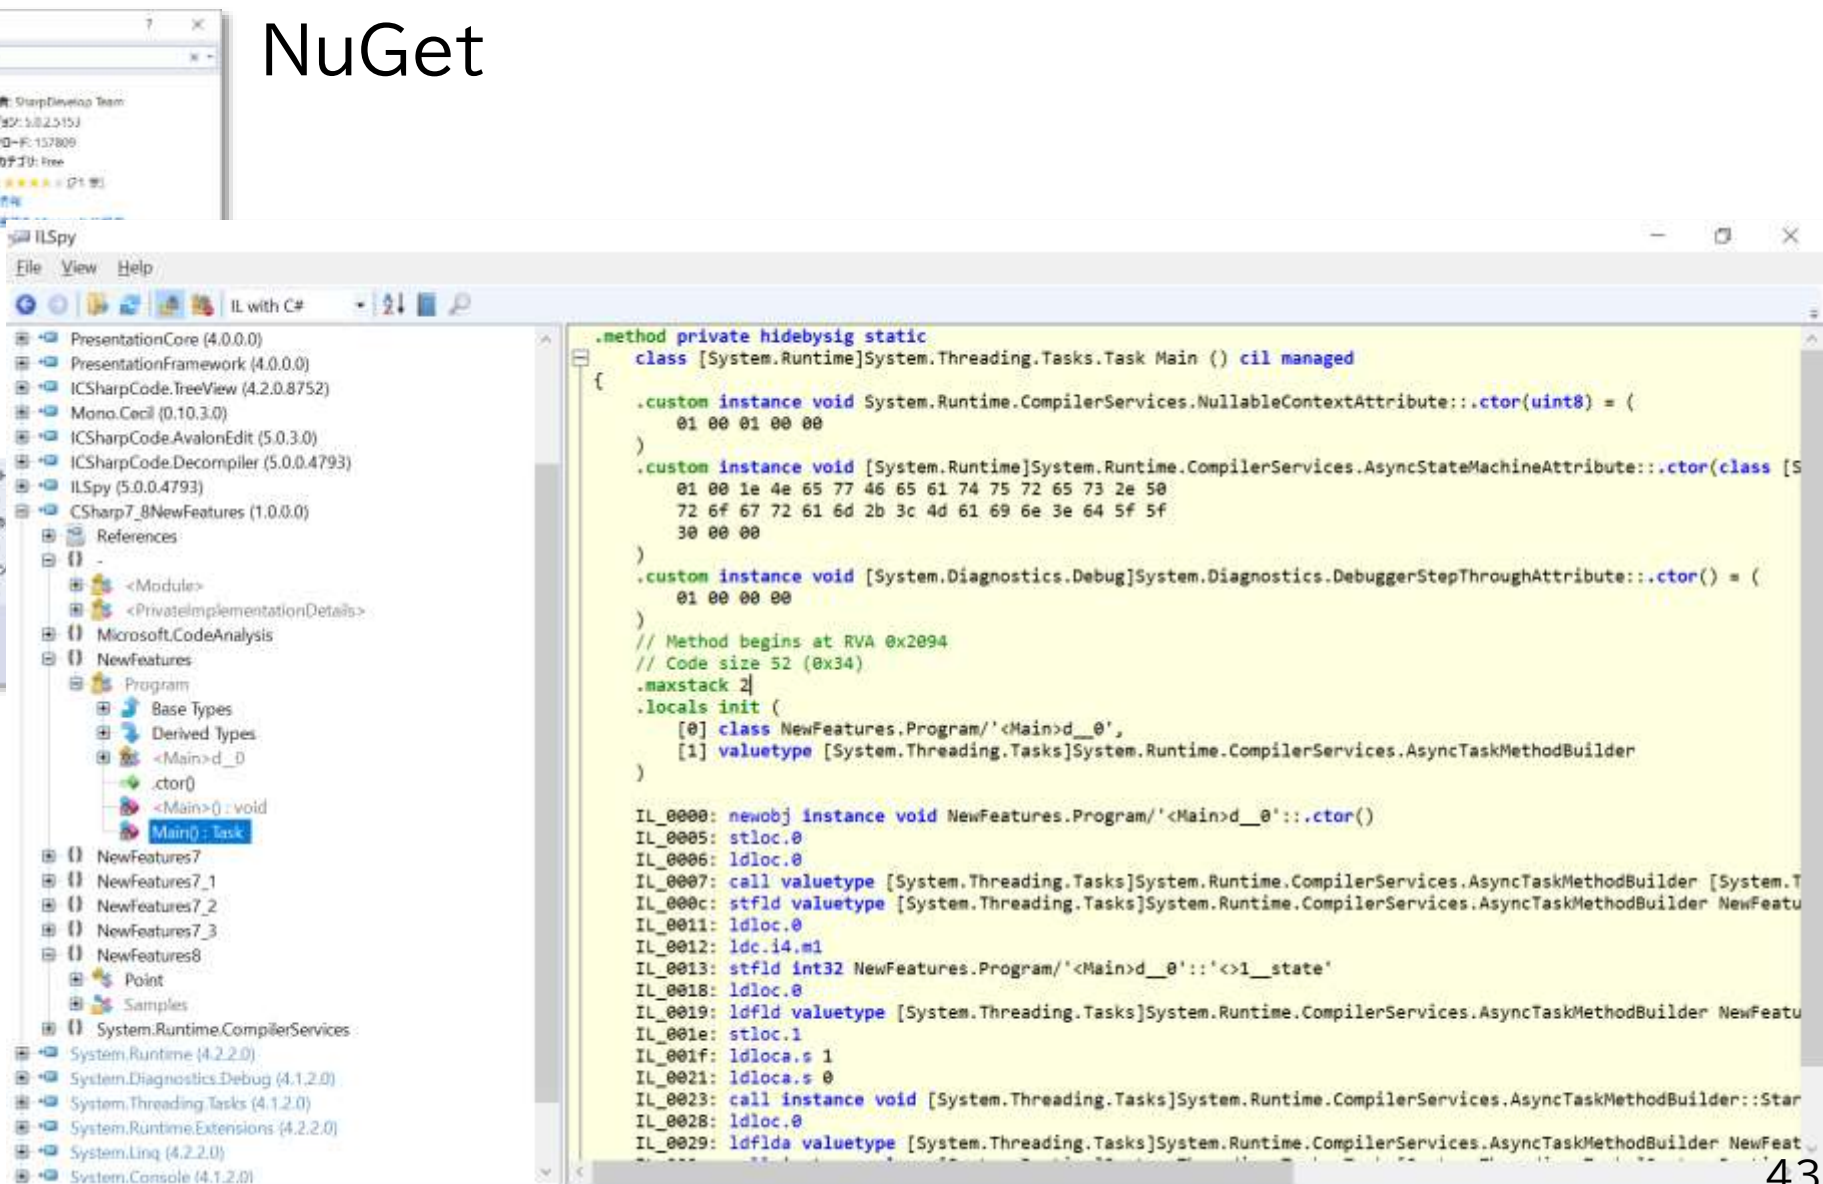 NuGet
SharpDevelop Team
5.0.2.5153
ロード: 157809
カテゴリ: Free
ILSpy
File View Help
IL with C#
PresentationCore (4.0.0.0)
PresentationFramework (4.0.0.0)
ICSharpCode.TreeView (4.2.0.8752)
Mono.Cecil (0.10.3.0)
ICSharpCode.AvalonEdit (5.0.3.0)
ICSharpCode.Decompiler (5.0.0.4793)
ILSpy (5.0.0.4793)
CSharp7_8NewFeatures (1.0.0.0)
References
{} -
<Module>
<PrivateImplementationDetails>
{} Microsoft.CodeAnalysis
{} NewFeatures
Program
Base Types
Derived Types
<Main>d__0
.ctor()
<Main>() : void
Main() : Task
{} NewFeatures7
{} NewFeatures7_1
{} NewFeatures7_2
{} NewFeatures7_3
{} NewFeatures8
Point
Samples
{} System.Runtime.CompilerServices
System.Runtime (4.2.2.0)
System.Diagnostics.Debug (4.1.2.0)
System.Threading.Tasks (4.1.2.0)
System.Runtime.Extensions (4.2.2.0)
System.Linq (4.2.2.0)
System.Console (4.1.2.0)
.method private hidebysig static
class [System.Runtime]System.Threading.Tasks.Task Main () cil managed
{
.custom instance void System.Runtime.CompilerServices.NullableContextAttribute::.ctor(uint8) = (
01 00 01 00 00
)
.custom instance void [System.Runtime]System.Runtime.CompilerServices.AsyncStateMachineAttribute::.ctor(class [S
01 00 1e 4e 65 77 46 65 61 74 75 72 65 73 2e 50
72 6f 67 72 61 6d 2b 3c 4d 61 69 6e 3e 64 5f 5f
30 00 00
)
.custom instance void [System.Diagnostics.Debug]System.Diagnostics.DebuggerStepThroughAttribute::.ctor() = (
01 00 00 00
)
// Method begins at RVA 0x2094
// Code size 52 (0x34)
.maxstack 2
.locals init (
[0] class NewFeatures.Program/'<Main>d__0',
[1] valuetype [System.Threading.Tasks]System.Runtime.CompilerServices.AsyncTaskMethodBuilder
)
IL_0000: newobj instance void NewFeatures.Program/'<Main>d__0'::.ctor()
IL_0005: stloc.0
IL_0006: ldloc.0
IL_0007: call valuetype [System.Threading.Tasks]System.Runtime.CompilerServices.AsyncTaskMethodBuilder [System.T
IL_000c: stfld valuetype [System.Threading.Tasks]System.Runtime.CompilerServices.AsyncTaskMethodBuilder NewFeatu
IL_0011: ldloc.0
IL_0012: ldc.i4.m1
IL_0013: stfld int32 NewFeatures.Program/'<Main>d__0'::'<>1__state'
IL_0018: ldloc.0
IL_0019: ldfld valuetype [System.Threading.Tasks]System.Runtime.CompilerServices.AsyncTaskMethodBuilder NewFeatu
IL_001e: stloc.1
IL_001f: ldloca.s 1
IL_0021: ldloca.s 0
IL_0023: call instance void [System.Threading.Tasks]System.Runtime.CompilerServices.AsyncTaskMethodBuilder::Star
IL_0028: ldloc.0
IL_0029: ldflda valuetype [System.Threading.Tasks]System.Runtime.CompilerServices.AsyncTaskMethodBuilder NewFeat
43